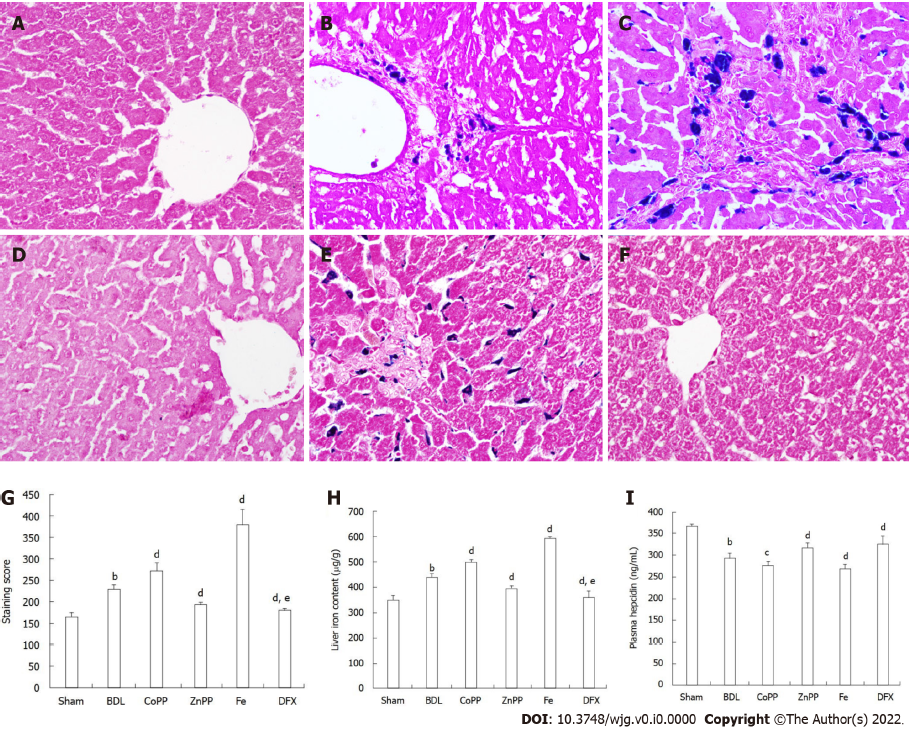 A B C
D E F
G
450
400
350
300
250
200
150
100
50
0
Staining score
b
d
d
d
d, e
Sham BDL CoPP ZnPP Fe DFX
H
700
600
500
400
300
200
100
0
Liver iron content (μg/g)
b
d
d
d
d, e
Sham BDL CoPP ZnPP Fe DFX
I
400
350
300
250
200
150
100
50
0
Plasma hepcidin (ng/mL)
b
c
d
d
d
Sham BDL CoPP ZnPP Fe DFX
DOI: 10.3748/wjg.v0.i0.0000 Copyright ©The Author(s) 2022.